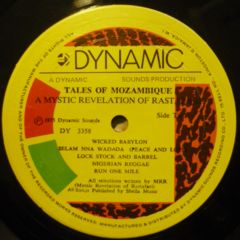 DYNAMIC
A DYNAMIC SOUNDS PRODUCTION
TALES OF MOZAMBIQUE
A MYSTIC REVELATION OF RAST
1975 Dynamic Sounds
Side
DY 3358
WICKED BABYLON
SELAM NNA WADADA (PEACE AND L
LOCK STOCK AND BARREL
NIGERIAN REGGAE
RUN ONE MILE
All selections written by MRR
(Mystic Revelation of Rastafari)
All Songs Published by Sheila Music